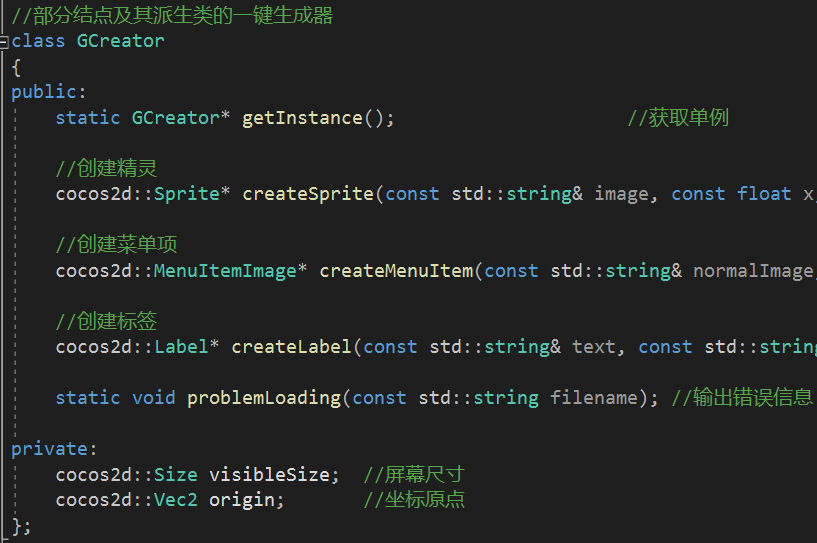 //部分结点及其派生类的一键生成器
class GCreator
{
public:
static GCreator* getInstance(); //获取单例
//创建精灵
cocos2d::Sprite* createSprite(const std::string& image, const float x,
//创建菜单项
cocos2d::MenuItemImage* createMenuItem(const std::string& normalImage,
//创建标签
cocos2d::Label* createLabel(const std::string& text, const std::string
static void problemLoading(const std::string filename); //输出错误信息
private:
cocos2d::Size visibleSize; //屏幕尺寸
cocos2d::Vec2 origin; //坐标原点
};